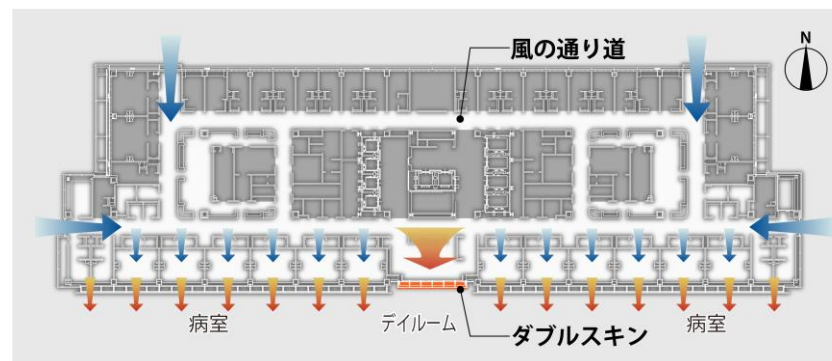 風の通り道
N
病室
デイルーム
病室
ダブルスキン